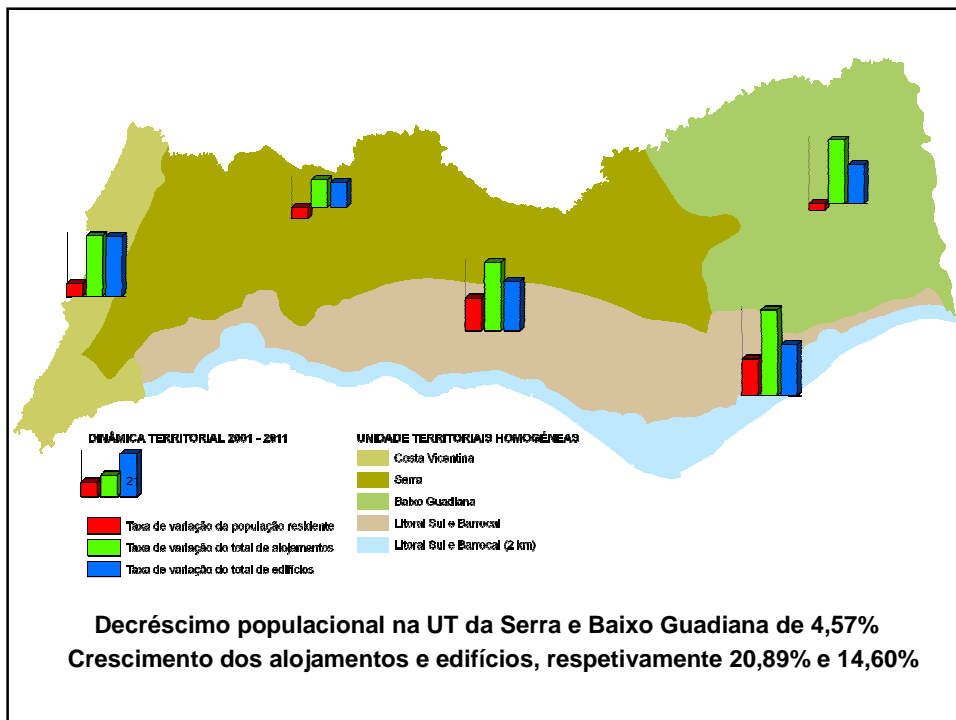 DINÂMICA TERRITORIAL 2001 - 2011
21
Taxa de variação da população residente
Taxa de variação do total de alojamentos
Taxa de variação do total de edifícios
UNIDADE TERRITORIAIS HOMOGÉNEAS
Costa Vicentina
Serra
Baixo Guadiana
Litoral Sul e Barrocal
Litoral Sul e Barrocal (2 km)
Decréscimo populacional na UT da Serra e Baixo Guadiana de 4,57%
Crescimento dos alojamentos e edifícios, respetivamente 20,89% e 14,60%